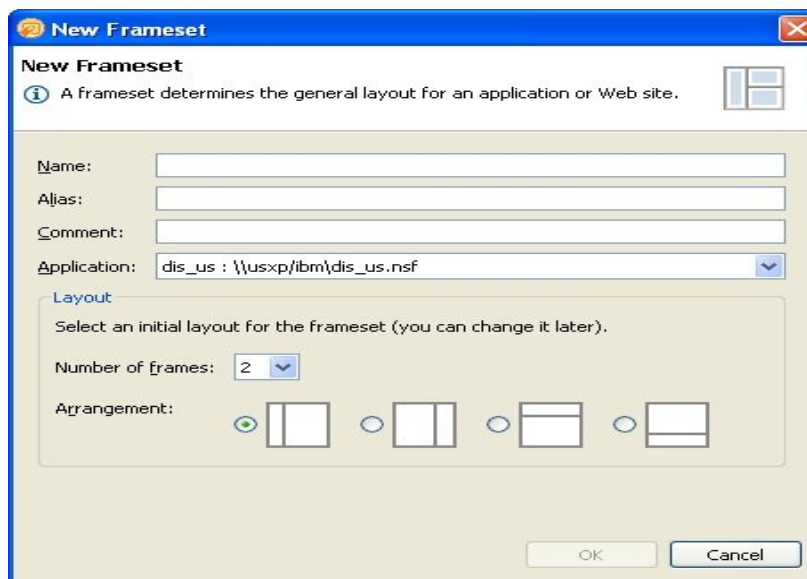 New Frameset
New Frameset
A frameset determines the general layout for an application or Web site.
Name:
Alias:
Comment:
Application: dis_us : \\usxp/ibm\dis_us.nsf
Layout
Select an initial layout for the frameset (you can change it later).
Number of frames: 2
Arrangement:
OK Cancel